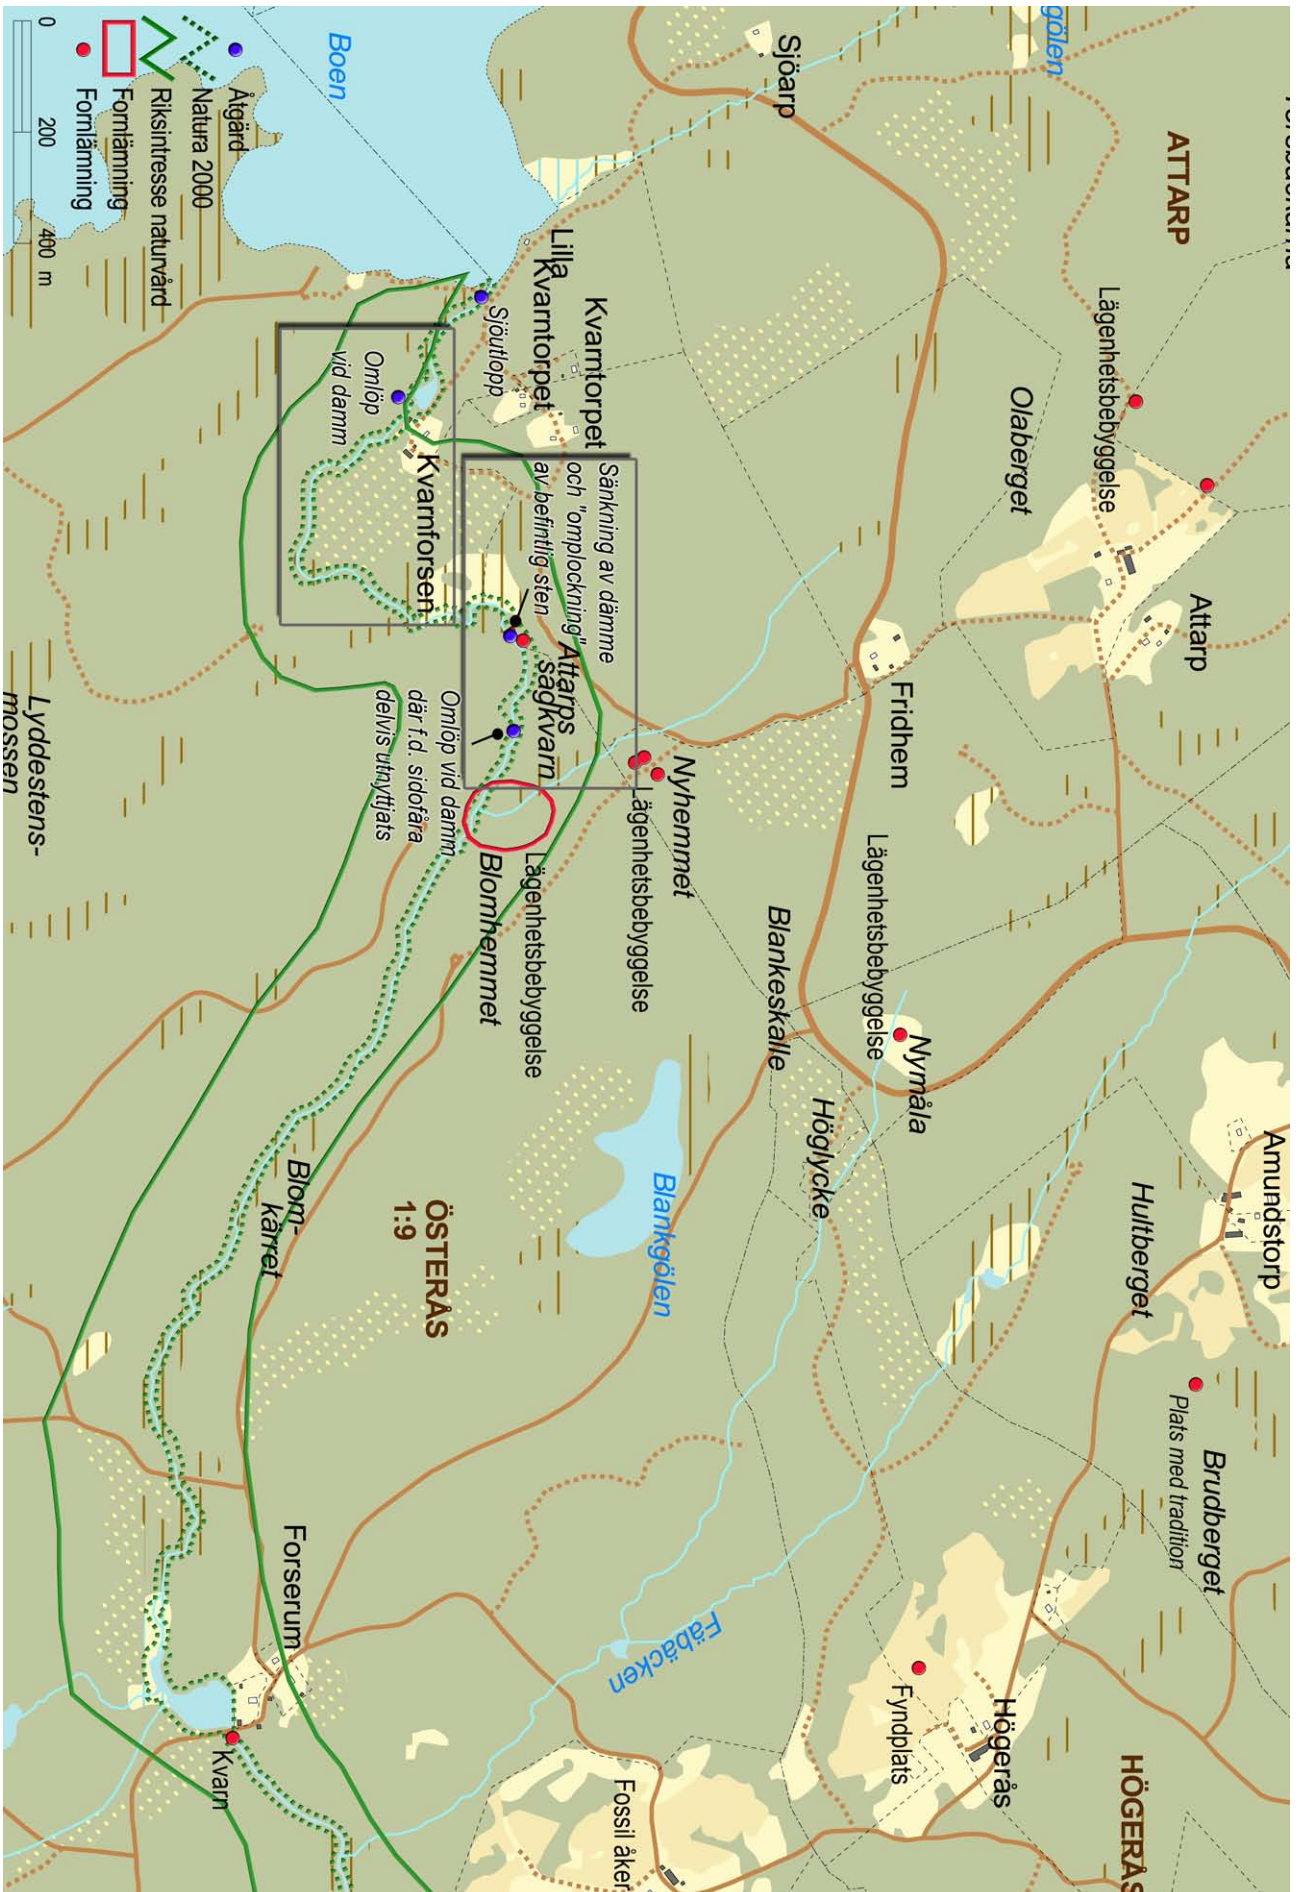 ATTARP
gölen
Sjöarp
Boen
Lägenhetsbebyggelse
Olaberget
Attarp
Lilla
Kvarntorpet
Kvarntorpet
Sjöutlopp
Omlöp
vid damm
Kvarnforsen
Sänkning av dämme
och "omplockning"
av befintlig sten
Attarps
sågkvarn
Omlöp vid damm
där f.d. sidofåra
delvis utnyttjats
Fridhem
Nyhemmet
Lägenhetsbebyggelse
Lägenhetsbebyggelse
Blomhemmet
Lyddestens-
mossen
Blankeskalle
Lägenhetsbebyggelse
Nymåla
Höglycke
Hultberget
Amundstorp
Brudberget
Plats med tradition
Blankgölen
ÖSTERÅS
1:9
Blom-
kärret
Fäbäcken
Forserum
Kvarn
Fyndplats
Högerås
HÖGERÅS
Fossil åker
Åtgärd
Natura 2000
Riksintresse naturvård
Fornlämning
Fornlämning
0 200 400 m